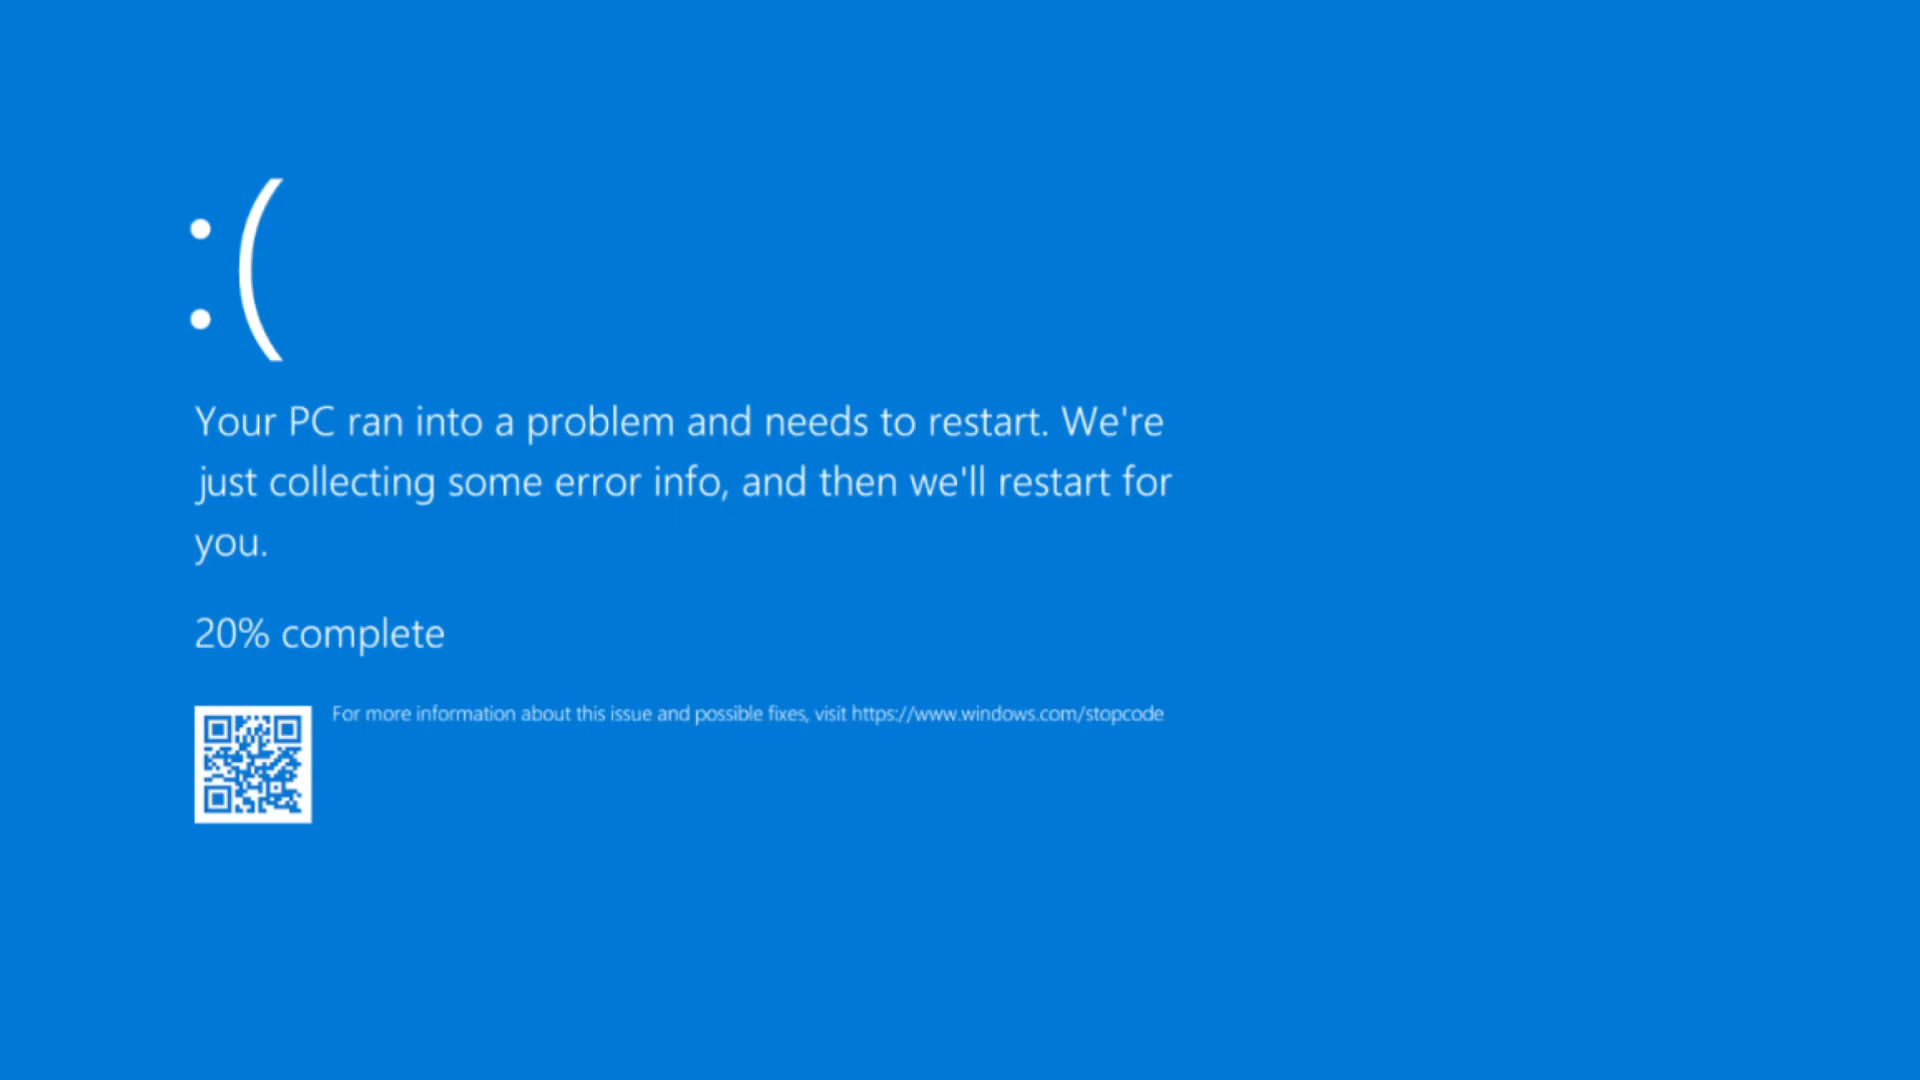 :(
Your PC ran into a problem and needs to restart. We're
just collecting some error info, and then we'll restart for
you.
20% complete
For more information about this issue and possible fixes, visit https://www.windows.com/stopcode